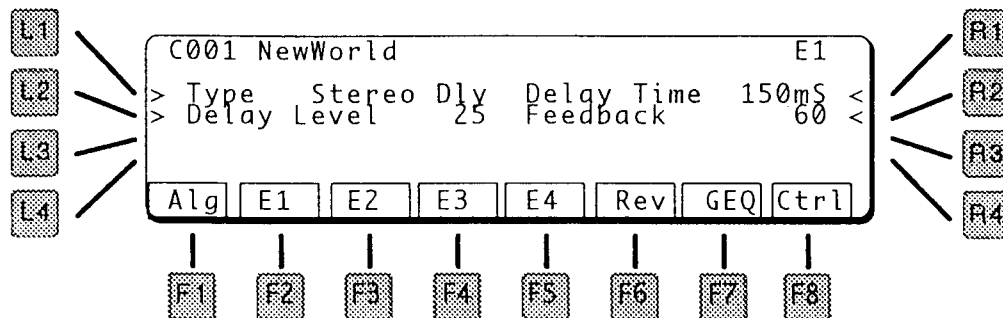 C001 NewWorld E1
> Type Stereo Dly Delay Time 150mS <
> Delay Level 25 Feedback 60 <
Alg E1 E2 E3 E4 Rev GEQ Ctrl
L1
L2
L3
L4
R1
R2
R3
R4
F1 F2 F3 F4 F5 F6 F7 F8